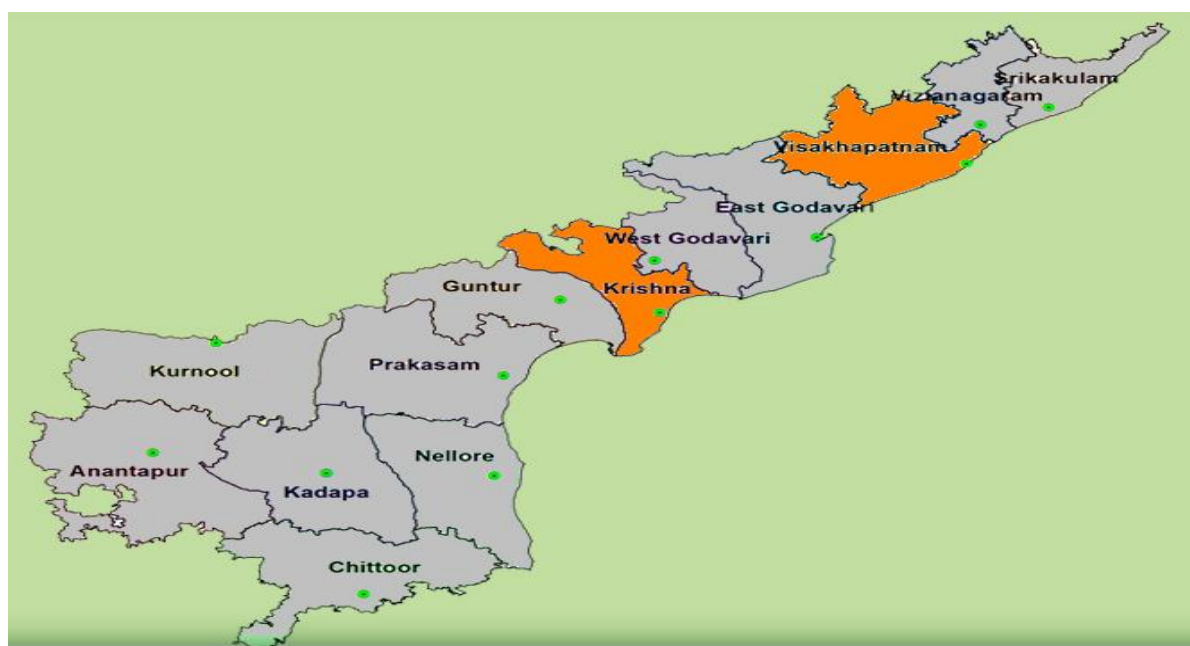 Srikakulam
Vizianagaram
Visakhapatnam
East Godavari
West Godavari
Krishna
Guntur
Prakasam
Kurnool
Nellore
Anantapur
Kadapa
Chittoor